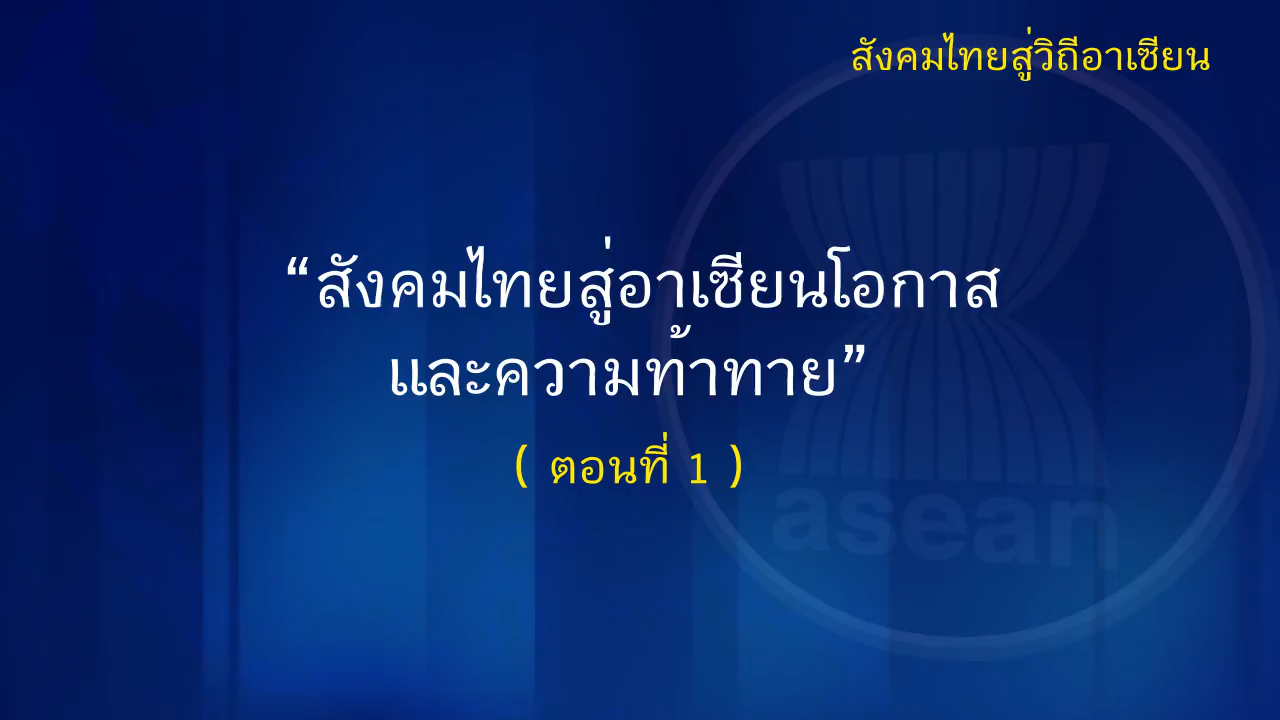 สังคมไทยสู่วิถีอาเซียน
“สังคมไทยสู่อาเซียนโอกาส
และความท้าทาย”
( ตอนที่ 1 )
asean